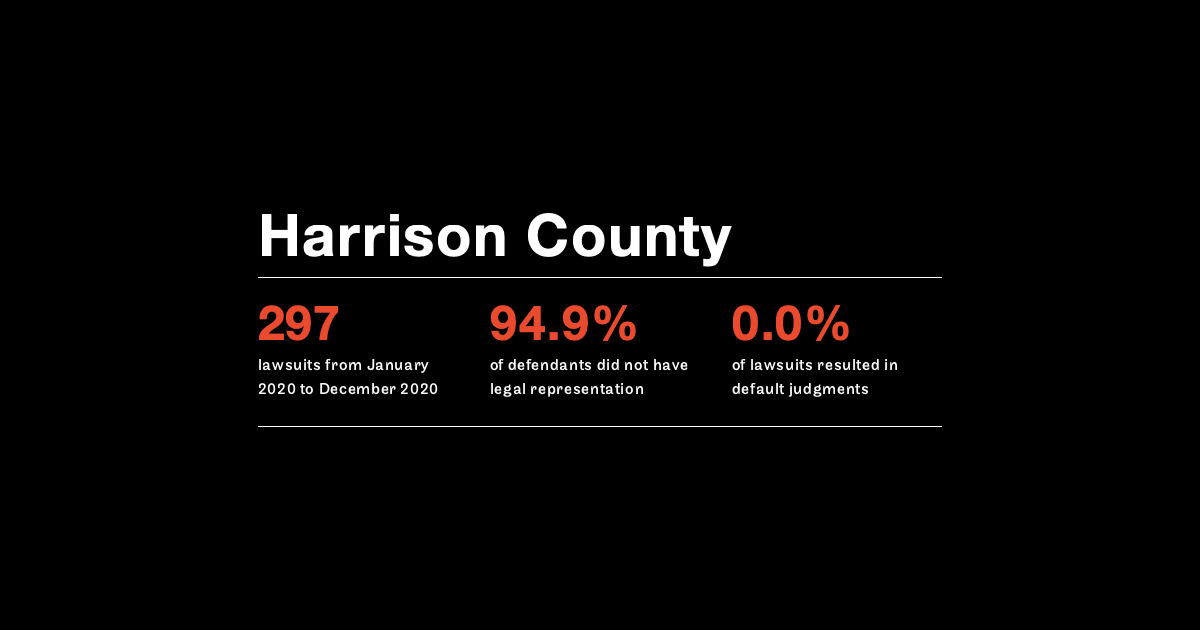 Harrison County
297
lawsuits from January
2020 to December 2020
94.9%
of defendants did not have
legal representation
0.0%
of lawsuits resulted in
default judgments